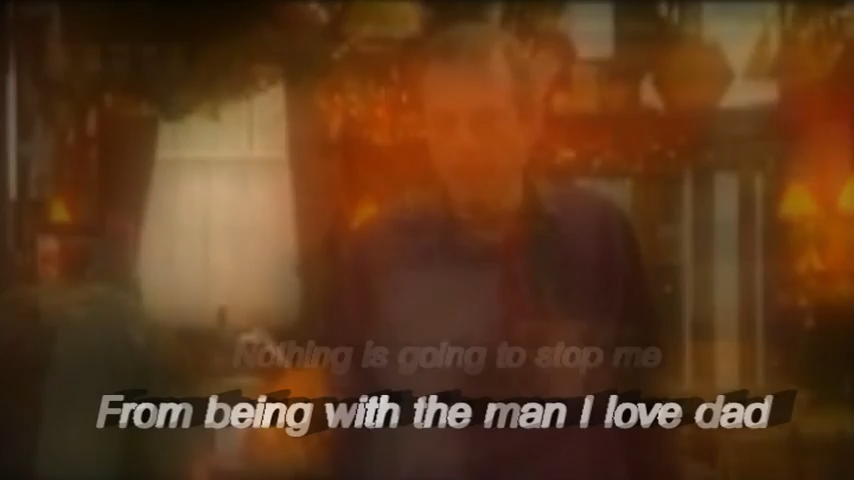 Nothing is going to stop me
From being with the man I love dad